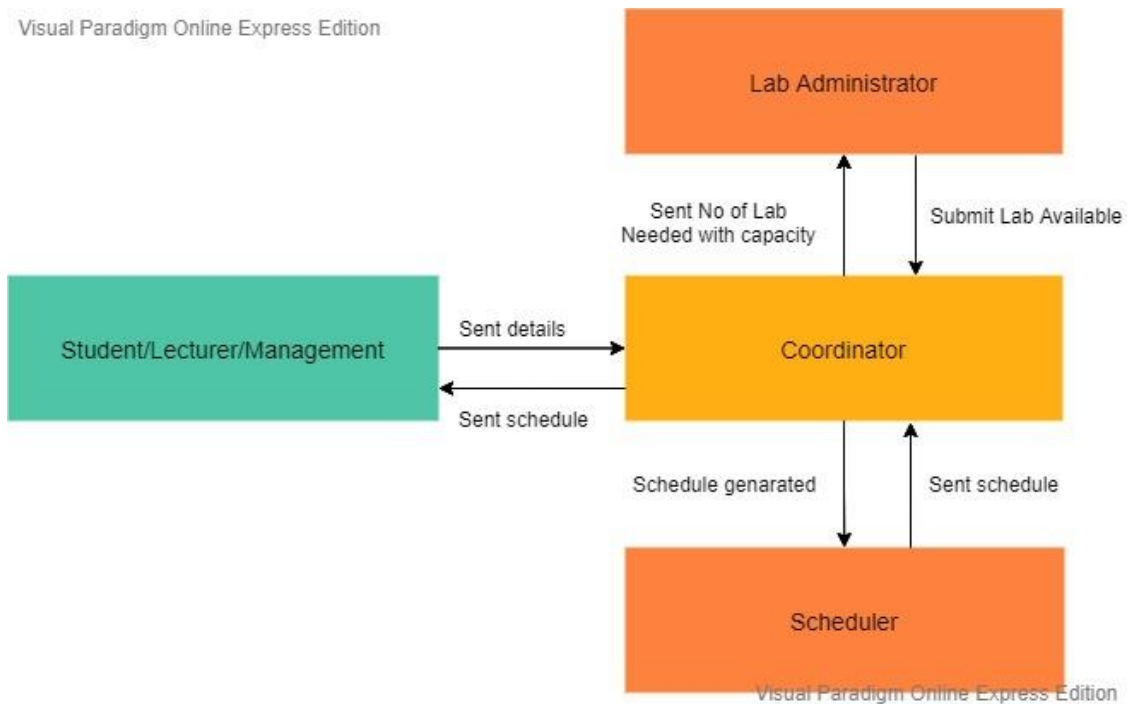 Visual Paradigm Online Express Edition
Lab Administrator
Sent No of Lab
Needed with capacity
Submit Lab Available
Student/Lecturer/Management
Sent details
Sent schedule
Coordinator
Schedule genarated
Sent schedule
Scheduler
Visual Paradigm Online Express Edition